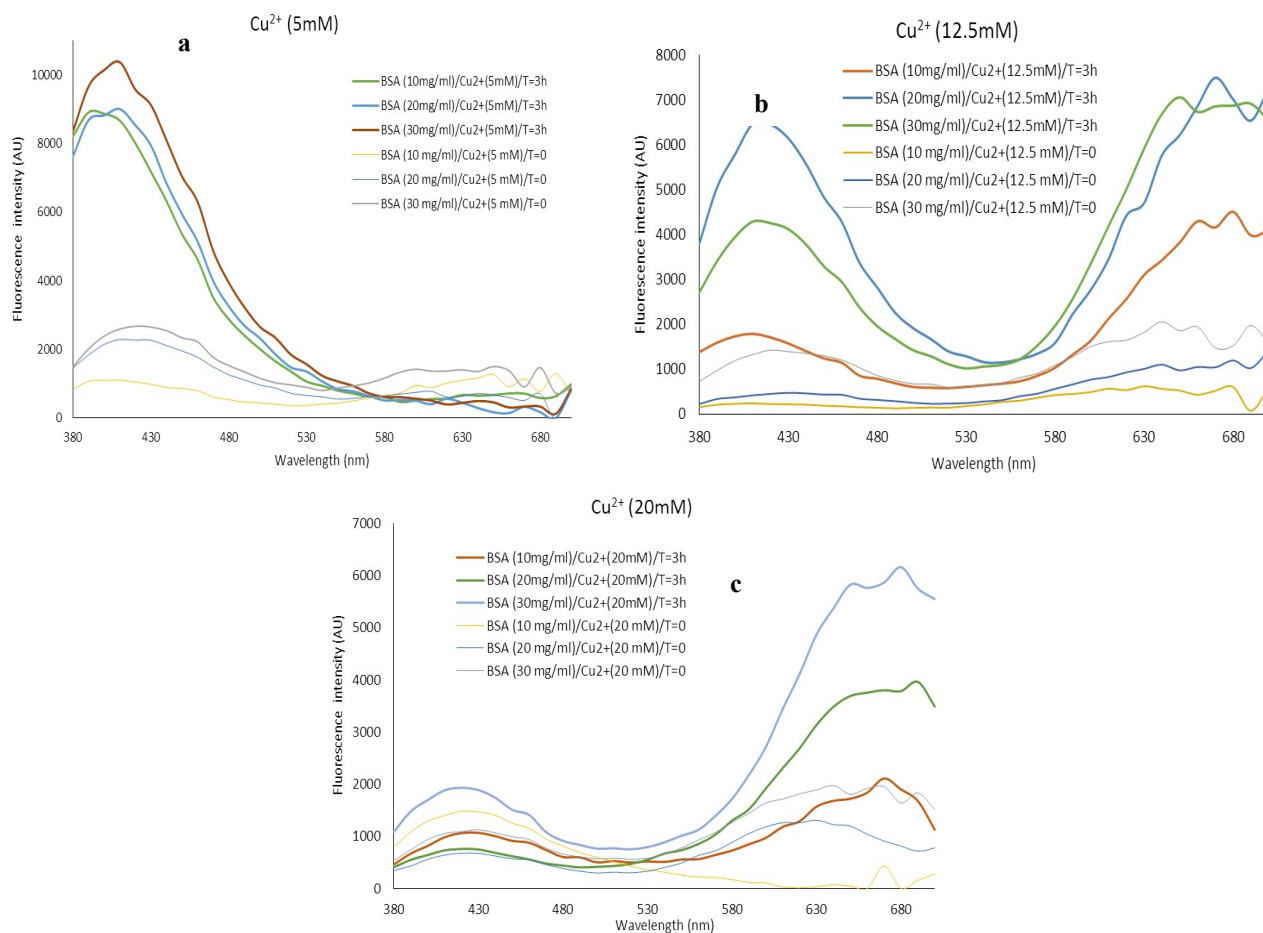 Cu²⁺ (5mM)
a
BSA (10mg/ml)/Cu2+(5mM)/T=3h
BSA (20mg/ml)/Cu2+(5mM)/T=3h
BSA (30mg/ml)/Cu2+(5mM)/T=3h
BSA (10 mg/ml)/Cu2+(5 mM)/T=0
BSA (20 mg/ml)/Cu2+(5 mM)/T=0
BSA (30 mg/ml)/Cu2+(5 mM)/T=0
Fluorescence intensity (AU)
10000
8000
6000
4000
2000
0
380 430 480 530 580 630 680
Wavelength (nm)
Cu²⁺ (12.5mM)
b
BSA (10mg/ml)/Cu2+(12.5mM)/T=3h
BSA (20mg/ml)/Cu2+(12.5mM)/T=3h
BSA (30mg/ml)/Cu2+(12.5mM)/T=3h
BSA (10 mg/ml)/Cu2+(12.5 mM)/T=0
BSA (20 mg/ml)/Cu2+(12.5 mM)/T=0
BSA (30 mg/ml)/Cu2+(12.5 mM)/T=0
Fluorescence intensity (AU)
8000
7000
6000
5000
4000
3000
2000
1000
0
380 430 480 530 580 630 680
Wavelength (nm)
Cu²⁺ (20mM)
c
BSA (10mg/ml)/Cu2+(20mM)/T=3h
BSA (20mg/ml)/Cu2+(20mM)/T=3h
BSA (30mg/ml)/Cu2+(20mM)/T=3h
BSA (10 mg/ml)/Cu2+(20 mM)/T=0
BSA (20 mg/ml)/Cu2+(20 mM)/T=0
BSA (30 mg/ml)/Cu2+(20 mM)/T=0
Fluorescence intensity (AU)
7000
6000
5000
4000
3000
2000
1000
0
380 430 480 530 580 630 680
Wavelength (nm)